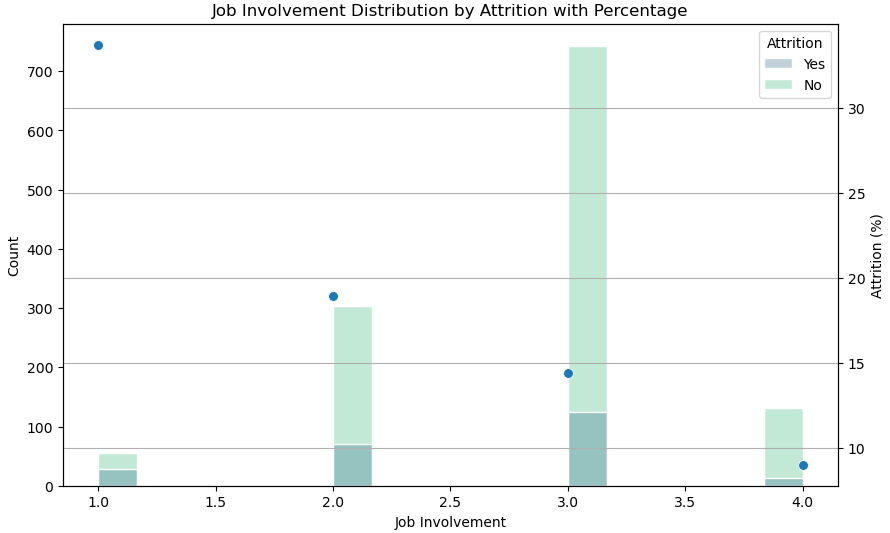 Job Involvement Distribution by Attrition with Percentage
Attrition
Yes
No
700
600
500
400
300
200
100
0
Count
30
25
20
15
10
Attrition (%)
1.0 1.5 2.0 2.5 3.0 3.5 4.0
Job Involvement